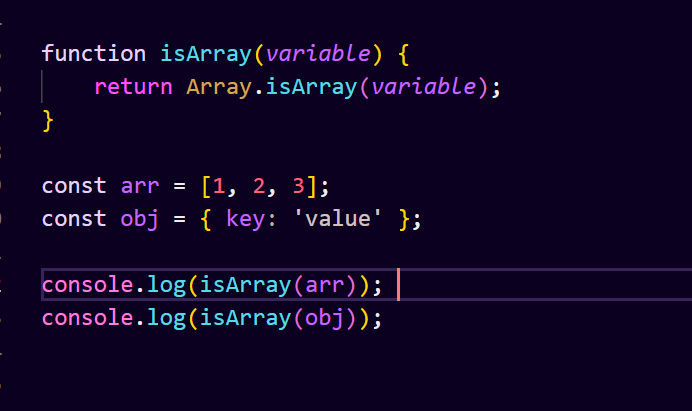 function isArray(variable) {
    return Array.isArray(variable);
}
const arr = [1, 2, 3];
const obj = { key: 'value' };
console.log(isArray(arr));
console.log(isArray(obj));